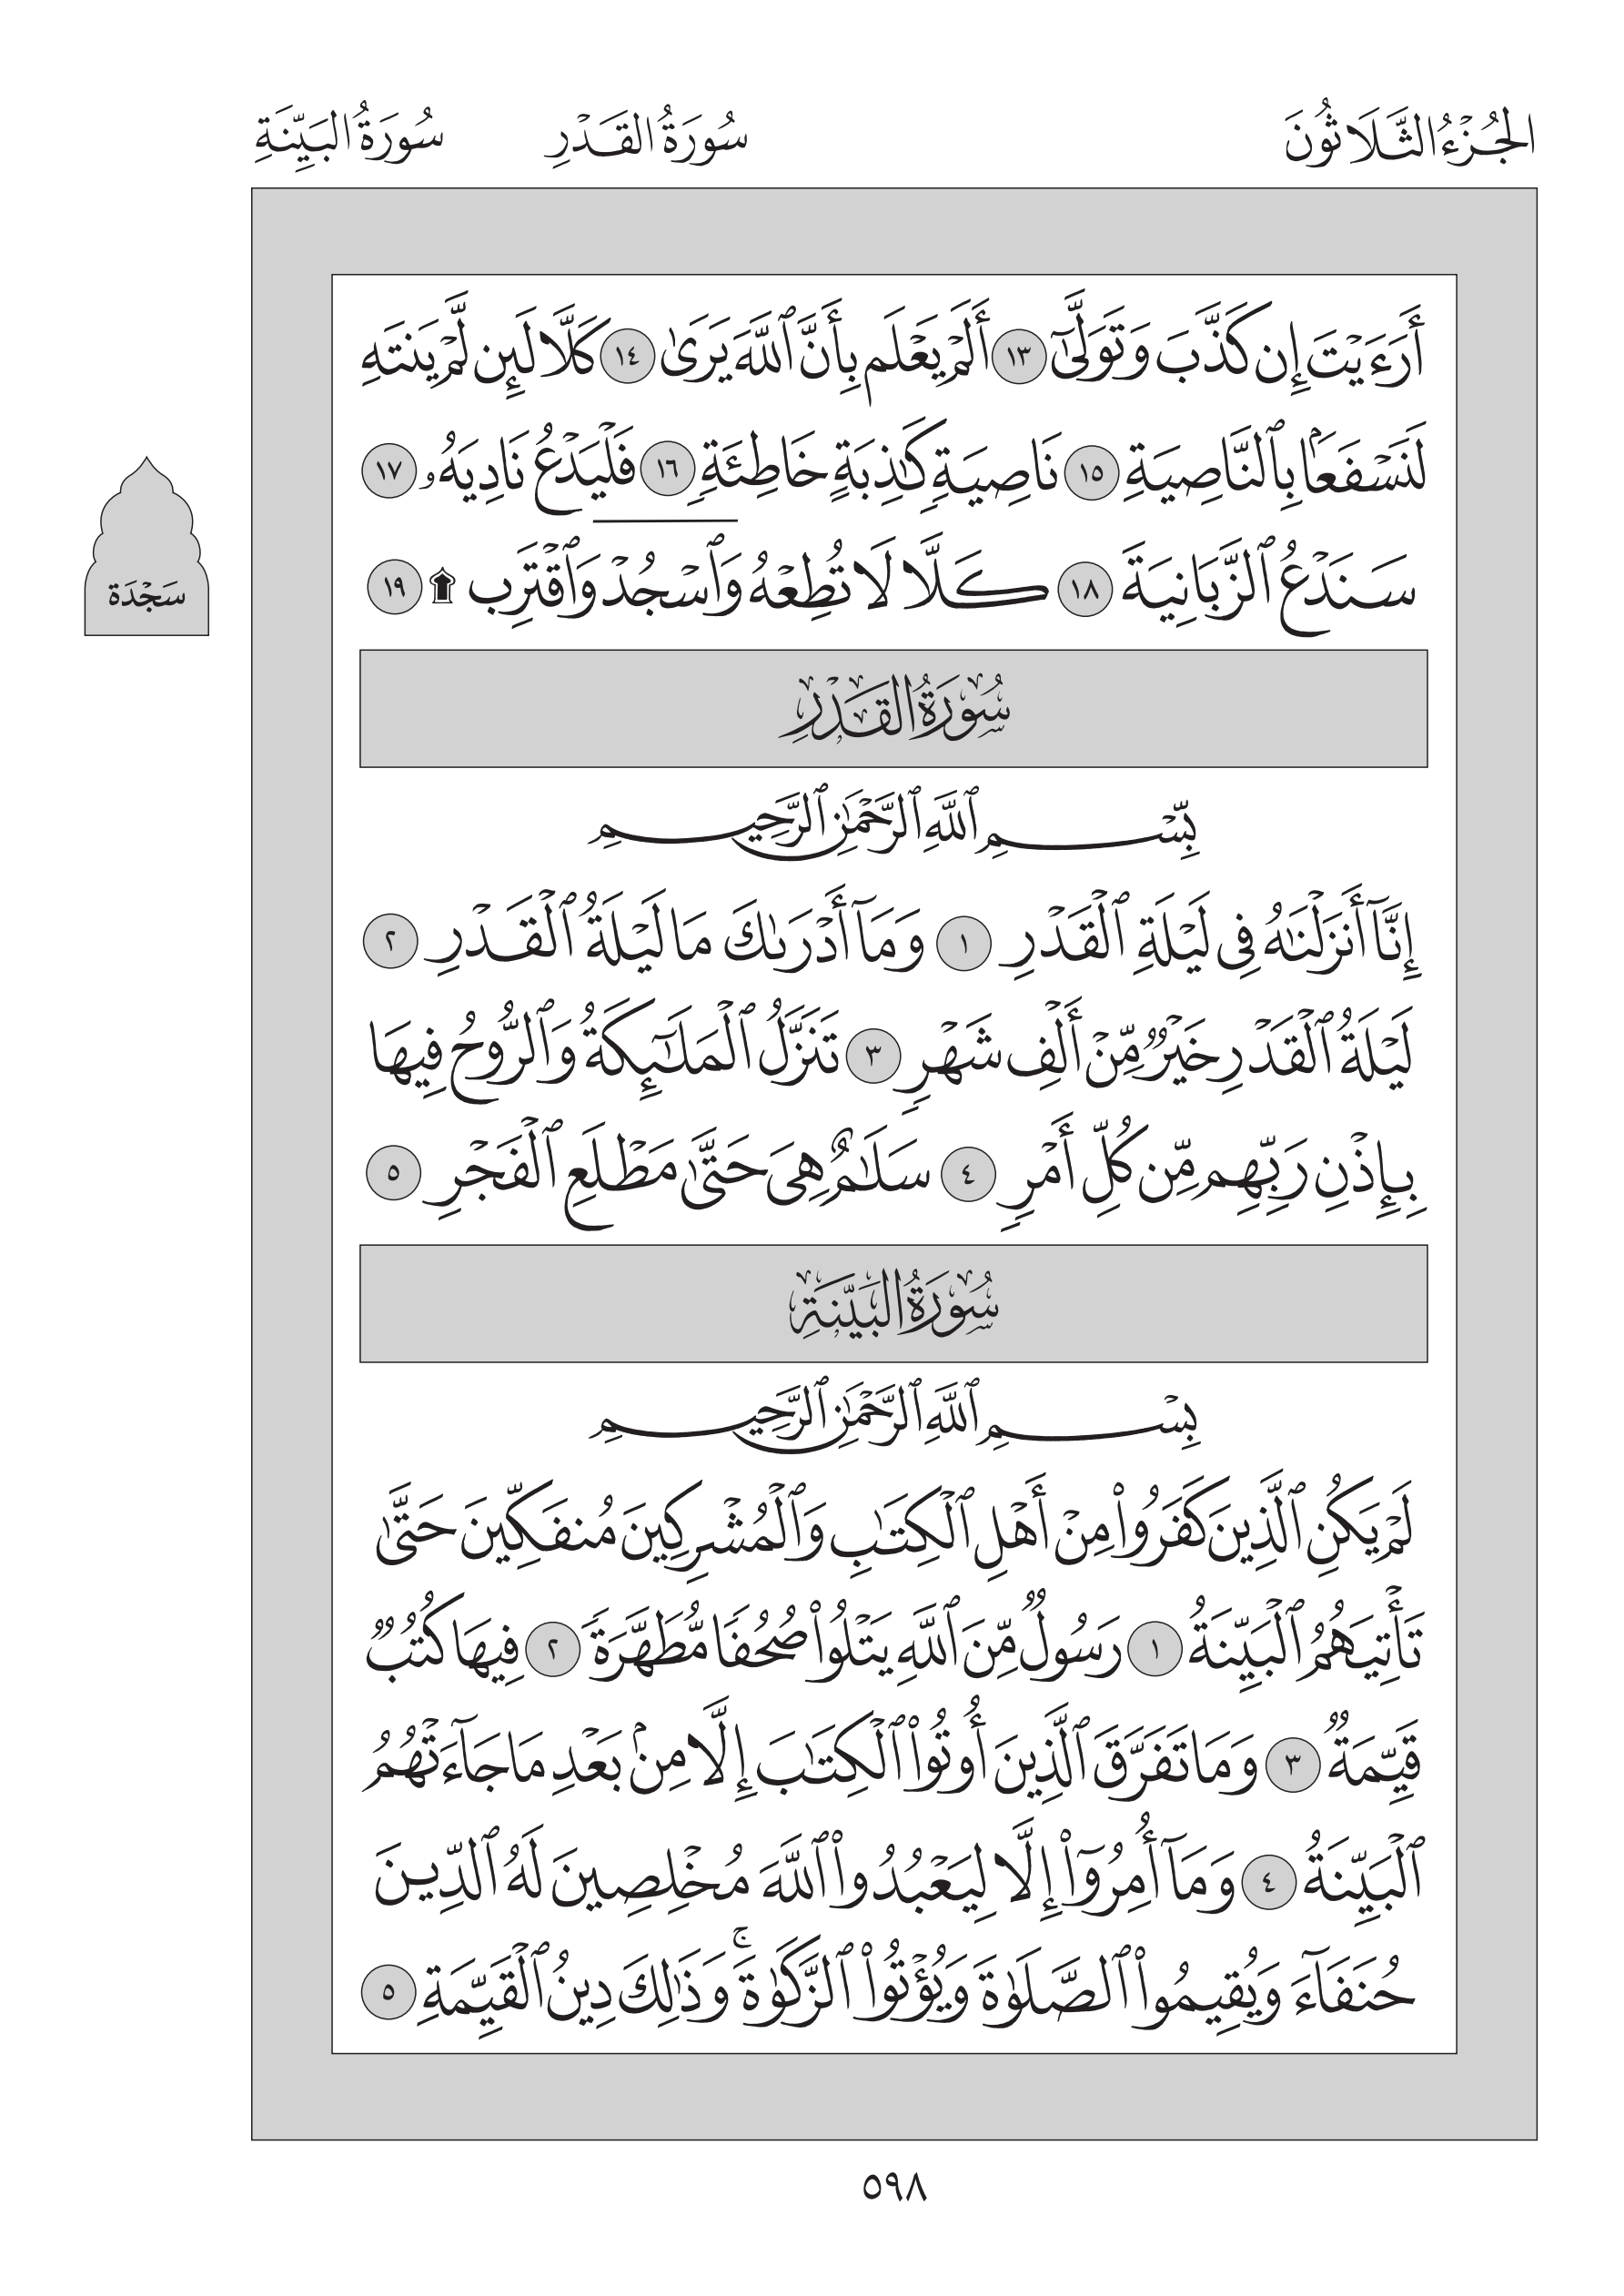 الجُزْءُ الثَّلَاثُونَ سُورَةُ القَدْرِ سُورَةُ البَيِّنَةِ
أَرَءَيْتَ إِن كَذَّبَ وَتَوَلَّىٰٓ ١٣ أَلَمْ يَعْلَم بِأَنَّ ٱللَّهَ يَرَىٰ ١٤ كَلَّا لَئِن لَّمْ يَنتَهِ
لَنَسْفَعَۢا بِٱلنَّاصِيَةِ ١٥ نَاصِيَةٖ كَٰذِبَةٍ خَاطِئَةٖ ١٦ فَلْيَدْعُ نَادِيَهُۥ ١٧
سَنَدْعُ ٱلزَّبَانِيَةَ ١٨ كَلَّا لَا تُطِعْهُ وَٱسْجُدْ وَٱقْتَرِب ۩ ١٩
سَجْدَة
سُورَةُ القَدْرِ
بِّسْمِ ٱللَّهِ ٱلرَّحْمَٰنِ ٱلرَّحِيمِ
إِنَّآ أَنزَلْنَٰهُ فِي لَيْلَةِ ٱلْقَدْرِ ١ وَمَآ أَدْرَىٰكَ مَا لَيْلَةُ ٱلْقَدْرِ ٢
لَيْلَةُ ٱلْقَدْرِ خَيْرٞ مِّنْ أَلْفِ شَهْرٖ ٣ تَنَزَّلُ ٱلْمَلَٰٓئِكَةُ وَٱلرُّوحُ فِيهَا
بِإِذْنِ رَبِّهِم مِّن كُلِّ أَمْرٖ ٤ سَلَٰمٌ هِيَ حَتَّىٰ مَطْلَعِ ٱلْفَجْرِ ٥
سُورَةُ البَيِّنَةِ
بِسْمِ ٱللَّهِ ٱلرَّحْمَٰنِ ٱلرَّحِيمِ
لَمْ يَكُنِ ٱلَّذِينَ كَفَرُواْ مِنْ أَهْلِ ٱلْكِتَٰبِ وَٱلْمُشْرِكِينَ مُنفَكِّينَ حَتَّىٰ
تَأْتِيَهُمُ ٱلْبَيِّنَةُ ١ رَسُولٞ مِّنَ ٱللَّهِ يَتْلُواْ صُحُفٗا مُّطَهَّرَةٗ ٢ فِيهَا كُتُبٞ
قَيِّمَةٞ ٣ وَمَا تَفَرَّقَ ٱلَّذِينَ أُوتُواْ ٱلْكِتَٰبَ إِلَّا مِنۢ بَعْدِ مَا جَآءَتْهُمُ
ٱلْبَيِّنَةُ ٤ وَمَآ أُمِرُوٓاْ إِلَّا لِيَعْبُدُواْ ٱللَّهَ مُخْلِصِينَ لَهُ ٱلدِّينَ
حُنَفَآءَ وَيُقِيمُواْ ٱلصَّلَوٰةَ وَيُؤْتُواْ ٱلزَّكَوٰةَۚ وَذَٰلِكَ دِينُ ٱلْقَيِّمَةِ ٥
٥٩٨